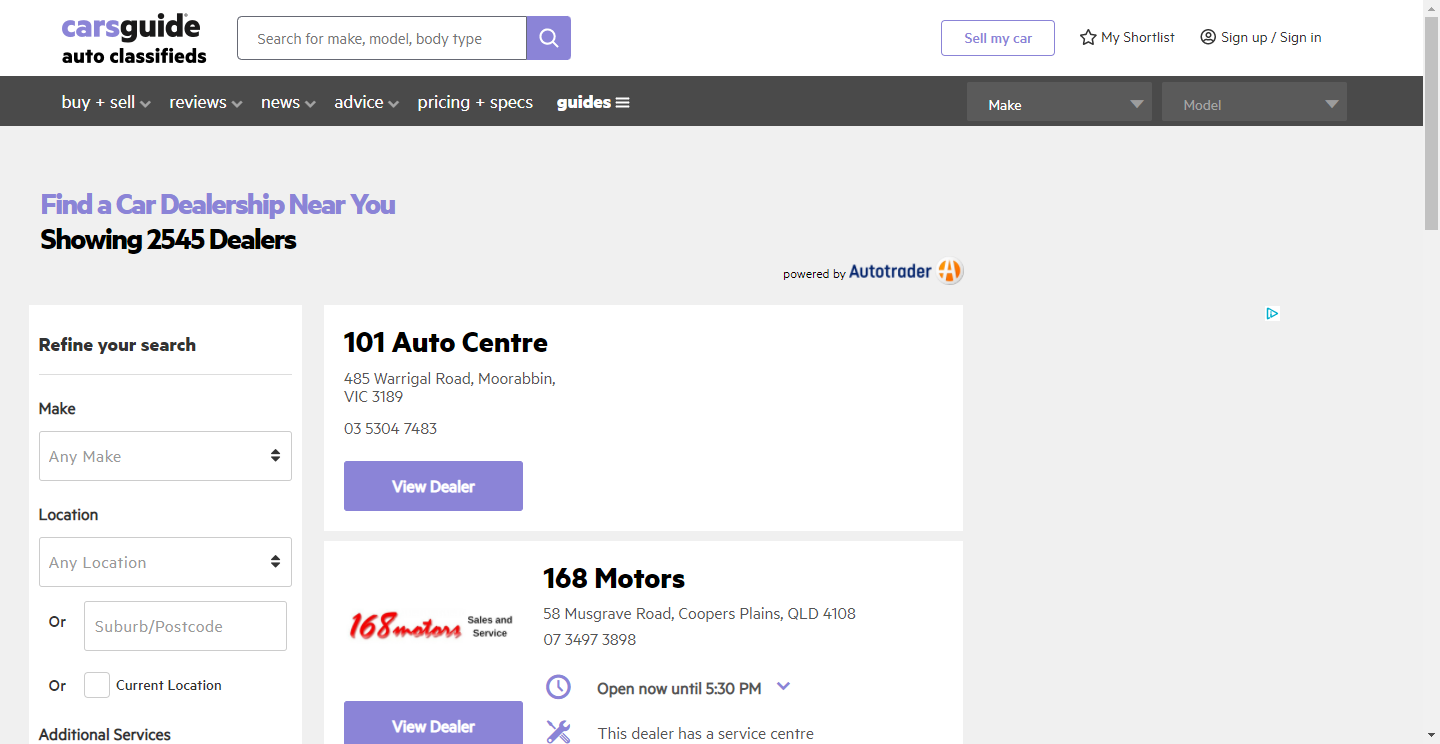 carsguide
auto classifieds
Search for make, model, body type
Sell my car
My Shortlist
Sign up / Sign in
buy + sell
reviews
news
advice
pricing + specs
guides
Make
Model
Find a Car Dealership Near You
Showing 2545 Dealers
powered by Autotrader
Refine your search
Make
Any Make
Location
Any Location
Or
Suburb/Postcode
Or
Current Location
Additional Services
101 Auto Centre
485 Warrigal Road, Moorabbin,
VIC 3189
03 5304 7483
View Dealer
168 motors
Sales and
Service
View Dealer
168 Motors
58 Musgrave Road, Coopers Plains, QLD 4108
07 3497 3898
Open now until 5:30 PM
This dealer has a service centre